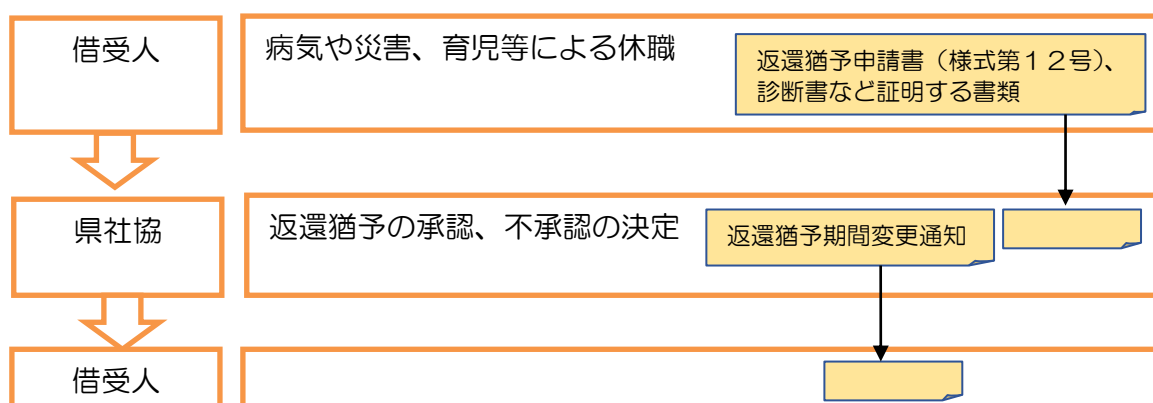 借受人
病気や災害、育児等による休職
返還猶予申請書（様式第１２号）、
診断書など証明する書類
県社協
返還猶予の承認、不承認の決定
返還猶予期間変更通知
借受人